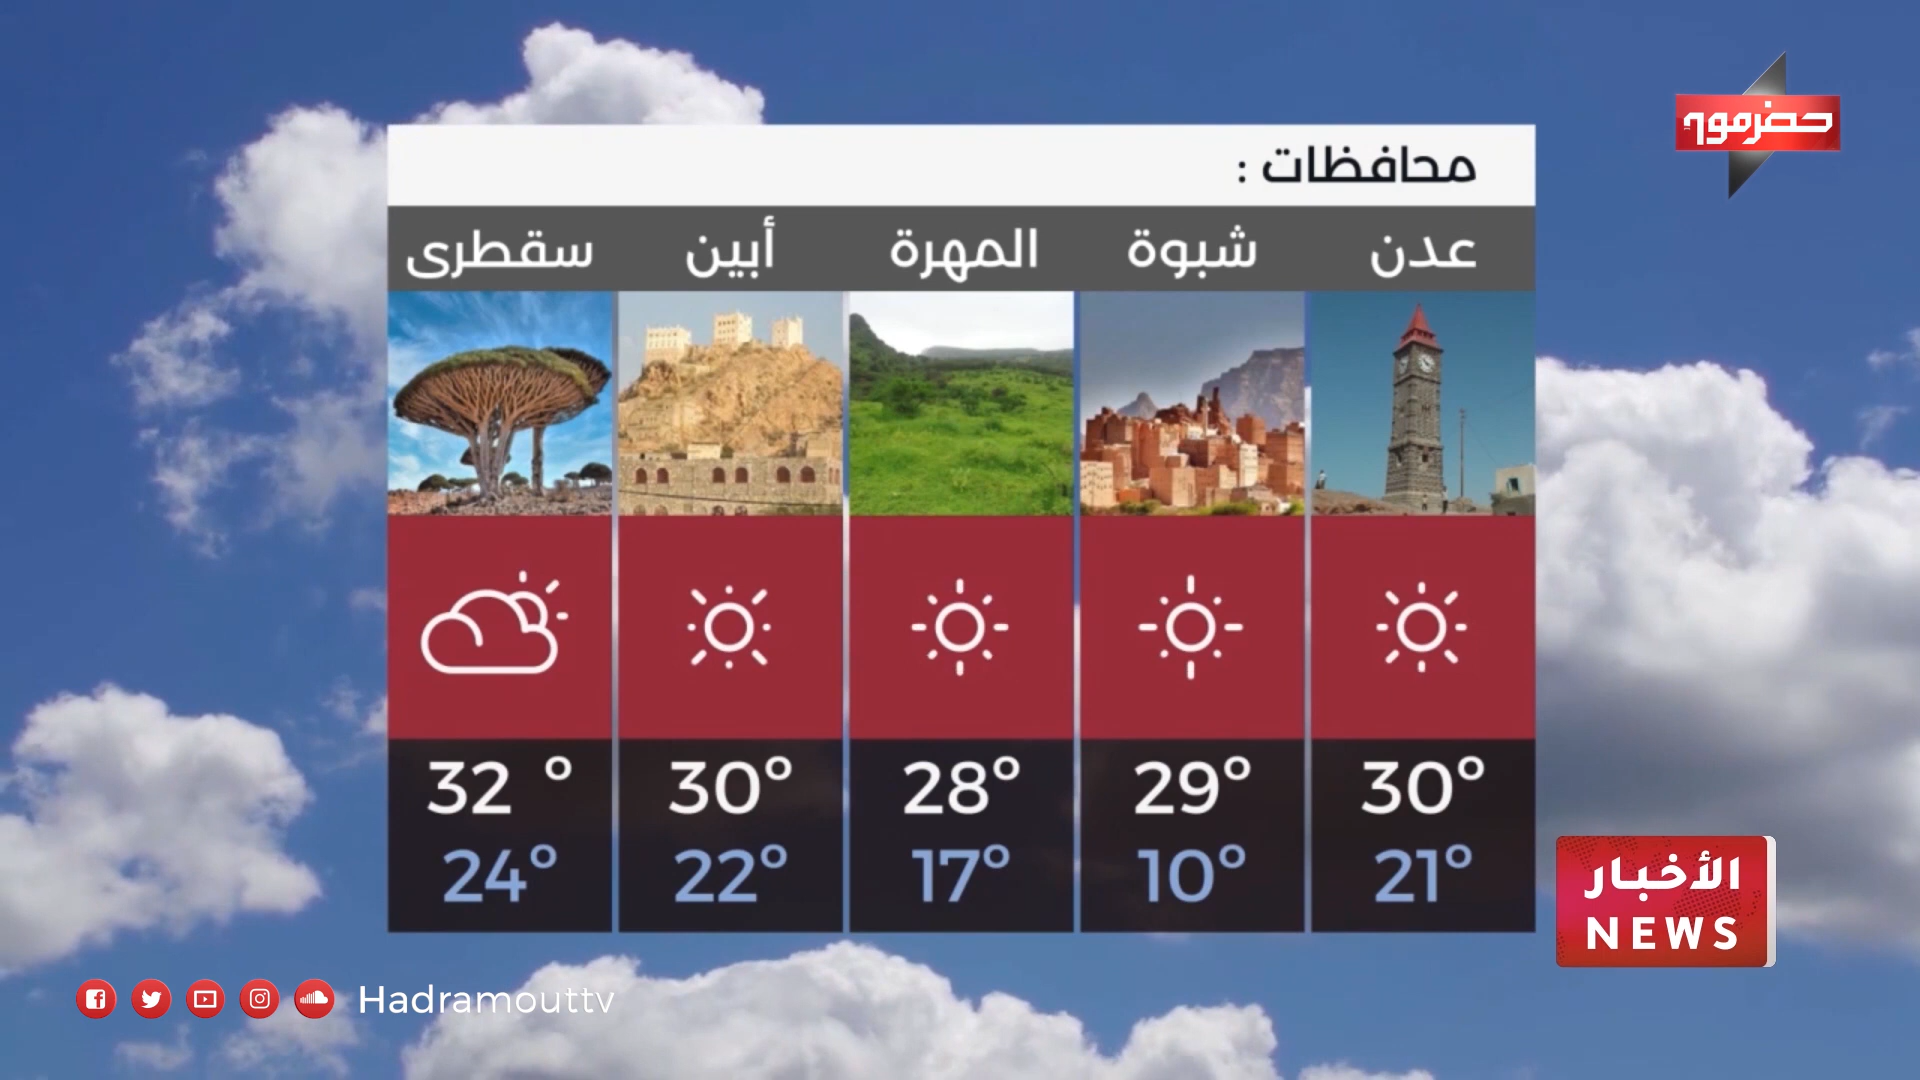 حضرموت
محافظات :
عدن شبوة المهرة أبين سقطرى
30° 29° 28° 30° 32 °
21° 10° 17° 22° 24°
الأخبار
NEWS
Hadramouttv